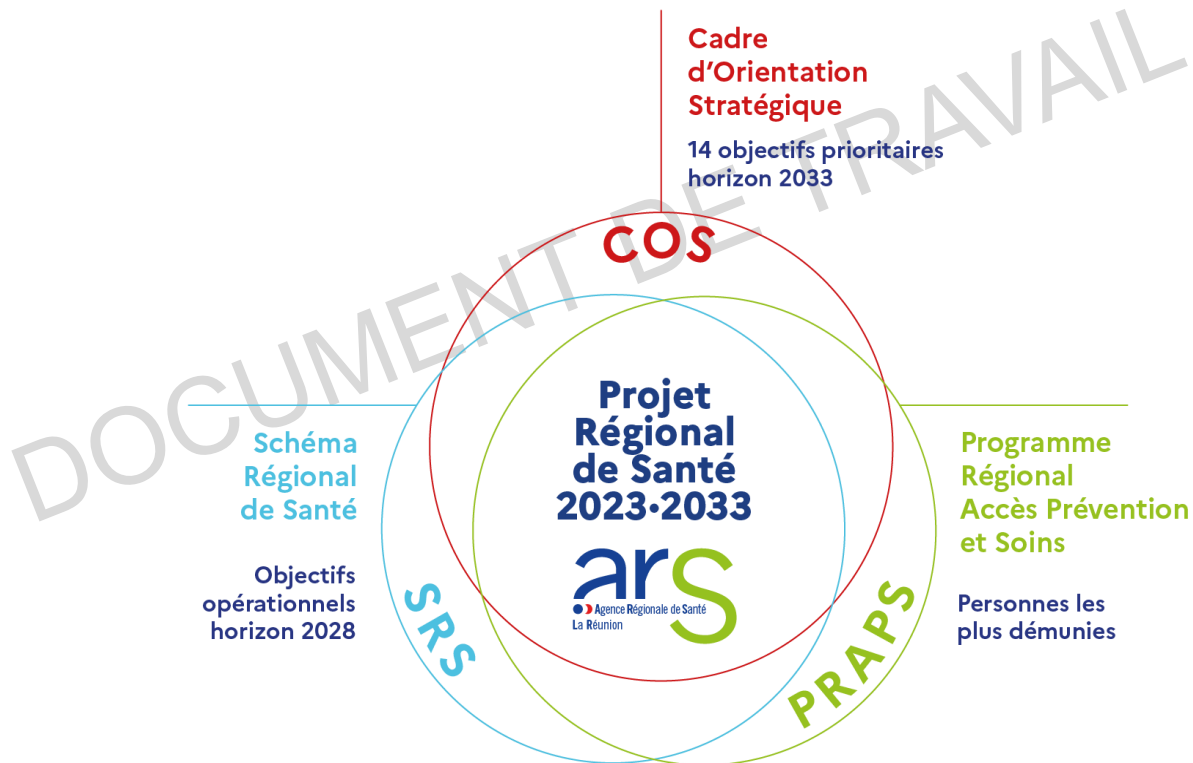 Cadre
d'Orientation
Stratégique
14 objectifs prioritaires
horizon 2033
DOCUMENT DE TRAVAIL
COS
Projet
Régional
de Santé
2023•2033
ars
Agence Régionale de Santé
La Réunion
Schéma
Régional
de Santé
Objectifs
opérationnels
horizon 2028
SRS
Programme
Régional
Accès Prévention
et Soins
Personnes les
plus démunies
PRAPS